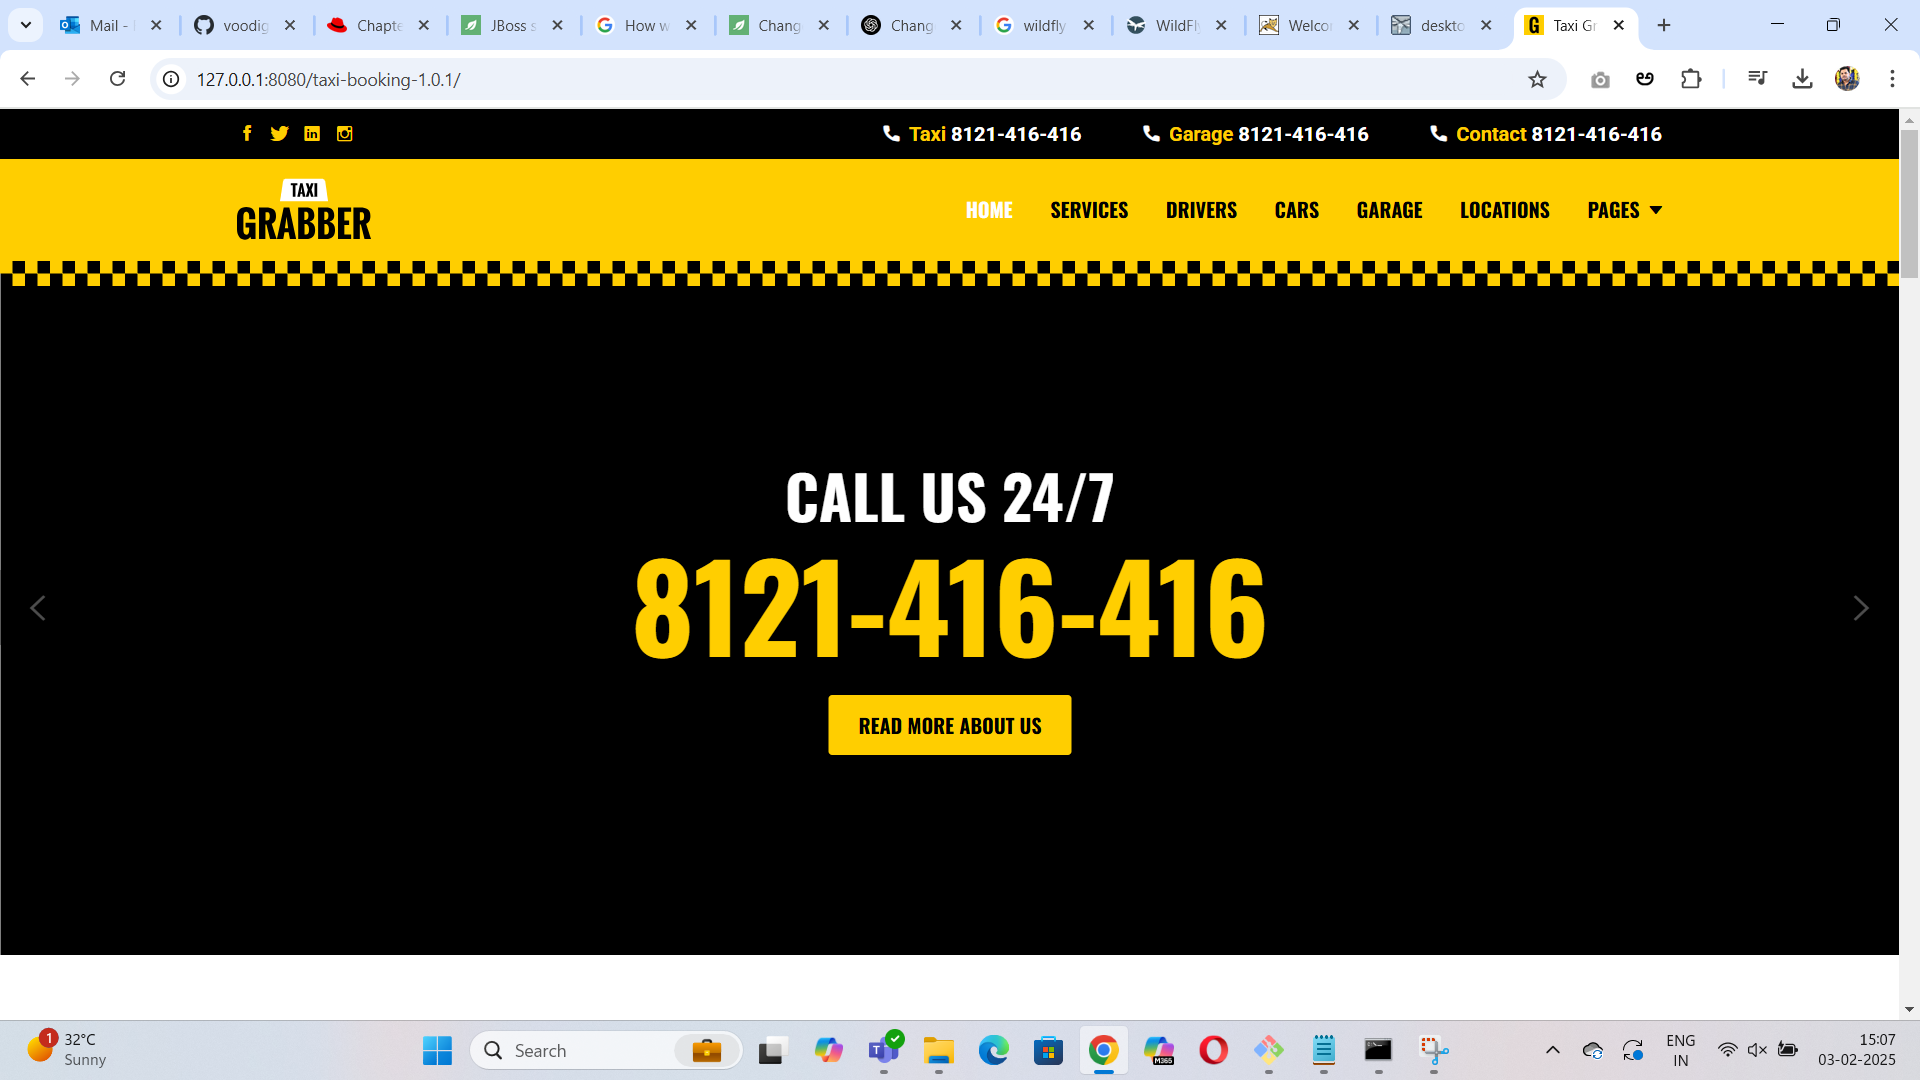 Mail -
voodig
Chapte
JBoss s
How w
Chang
Chang
wildfly
WildFly
Welcor
deskto
Taxi Gr
127.0.0.1:8080/taxi-booking-1.0.1/
Taxi 8121-416-416
Garage 8121-416-416
Contact 8121-416-416
TAXI
GRABBER
HOME
SERVICES
DRIVERS
CARS
GARAGE
LOCATIONS
PAGES
CALL US 24/7
8121-416-416
READ MORE ABOUT US
1
32°C
Sunny
Search
M365
ENG
IN
15:07
03-02-2025